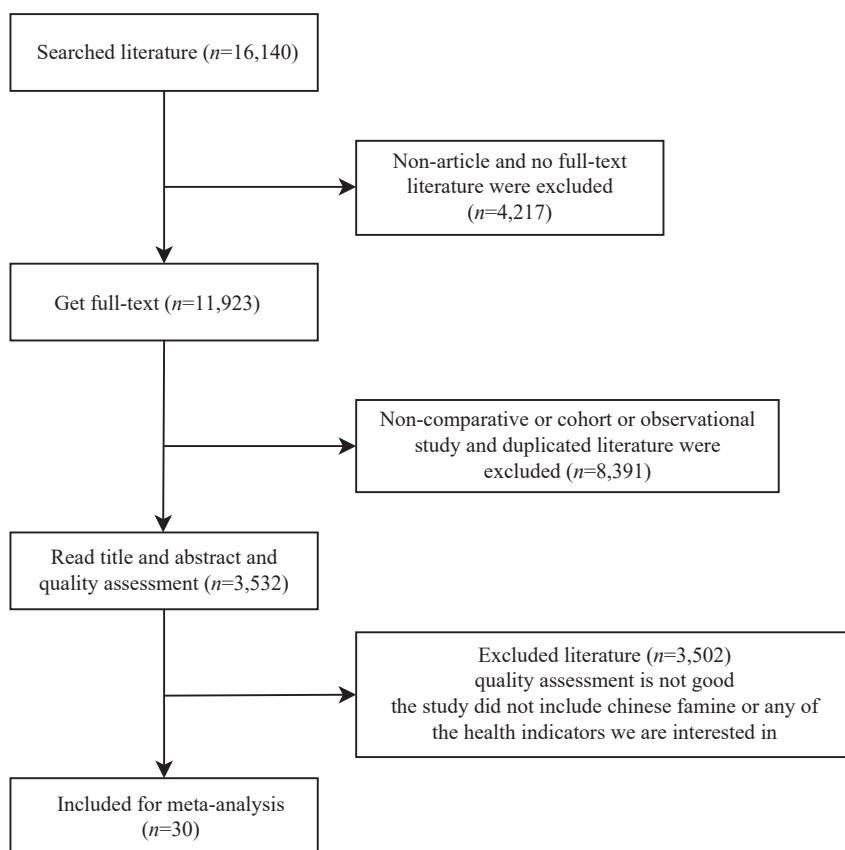 Searched literature (n=16,140)
Non-article and no full-text
literature were excluded
(n=4,217)
Get full-text (n=11,923)
Non-comparative or cohort or observational
study and duplicated literature were
excluded (n=8,391)
Read title and abstract and
quality assessment (n=3,532)
Excluded literature (n=3,502)
quality assessment is not good
the study did not include chinese famine or any of
the health indicators we are interested in
Included for meta-analysis
(n=30)